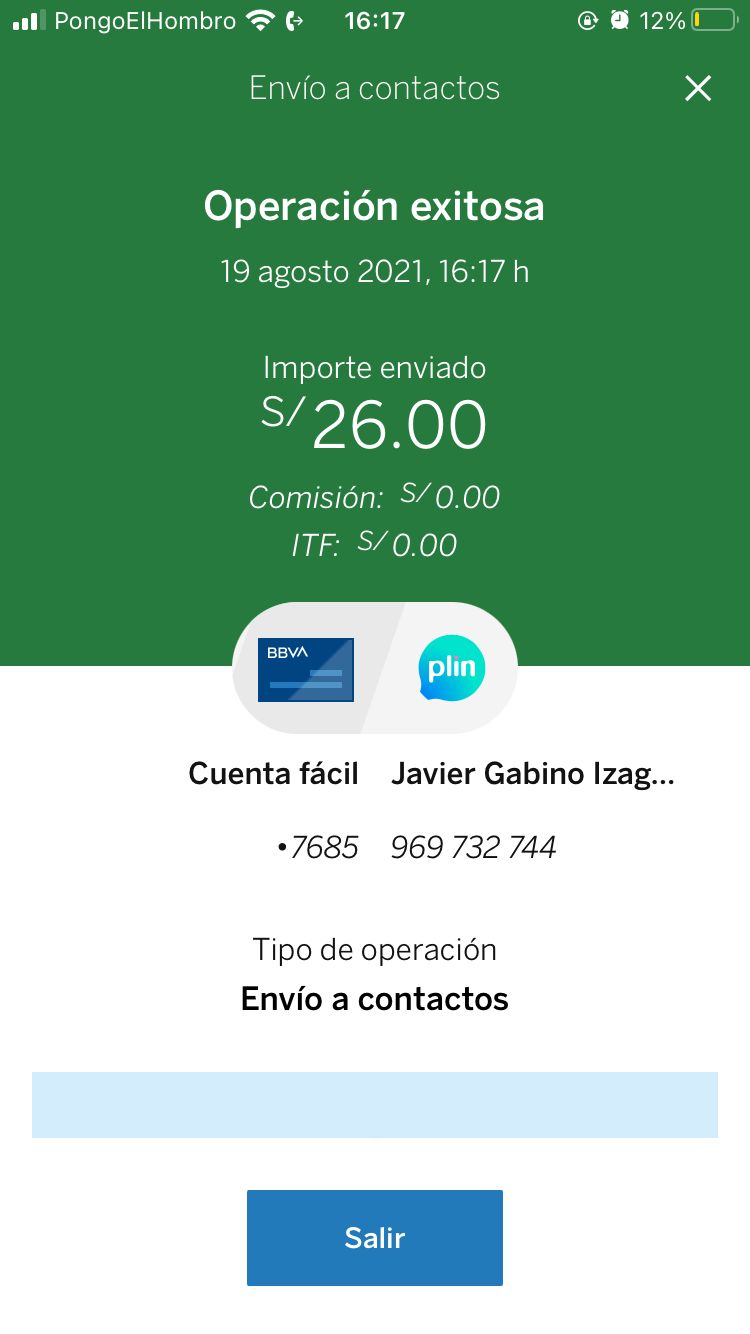 PongoElHombro 16:17 12%
Envío a contactos
Operación exitosa
19 agosto 2021, 16:17 h
Importe enviado
S/ 26.00
Comisión: S/ 0.00
ITF: S/ 0.00
BBVA plin
Cuenta fácil Javier Gabino Izag...
•7685 969 732 744
Tipo de operación
Envío a contactos
Salir